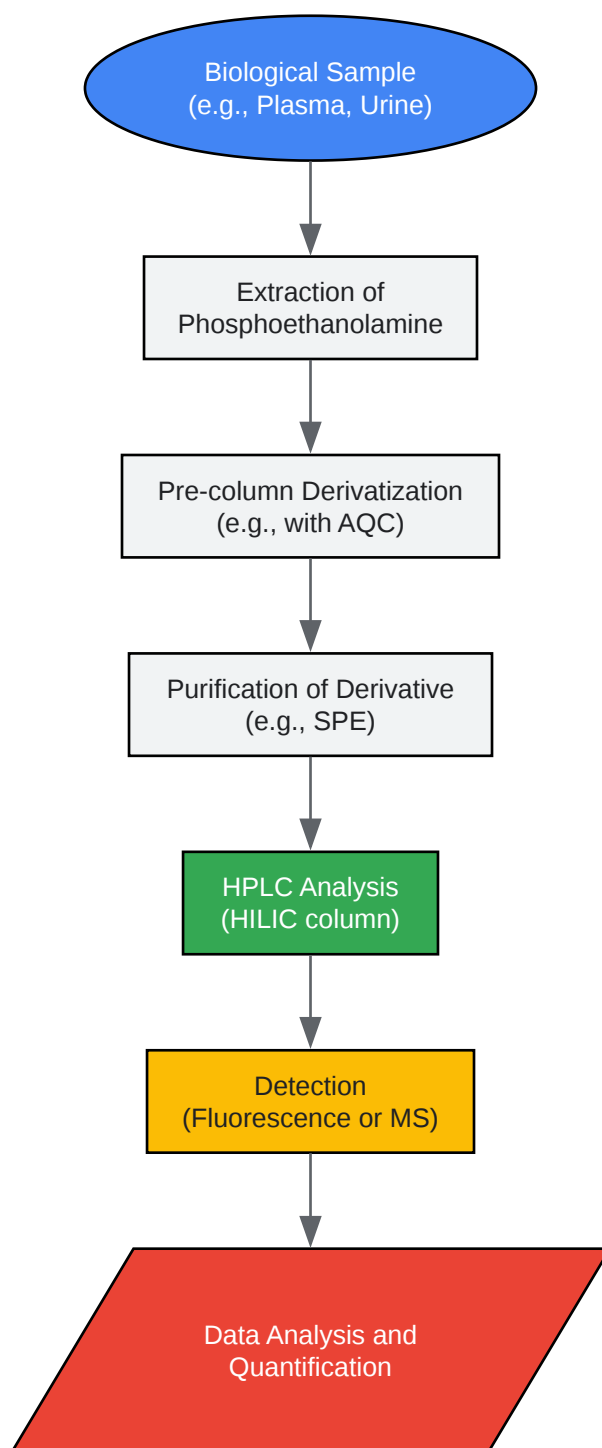 Biological Sample
(e.g., Plasma, Urine)
Extraction of
Phosphoethanolamine
Pre-column Derivatization
(e.g., with AQC)
Purification of Derivative
(e.g., SPE)
HPLC Analysis
(HILIC column)
Detection
(Fluorescence or MS)
Data Analysis and
Quantification